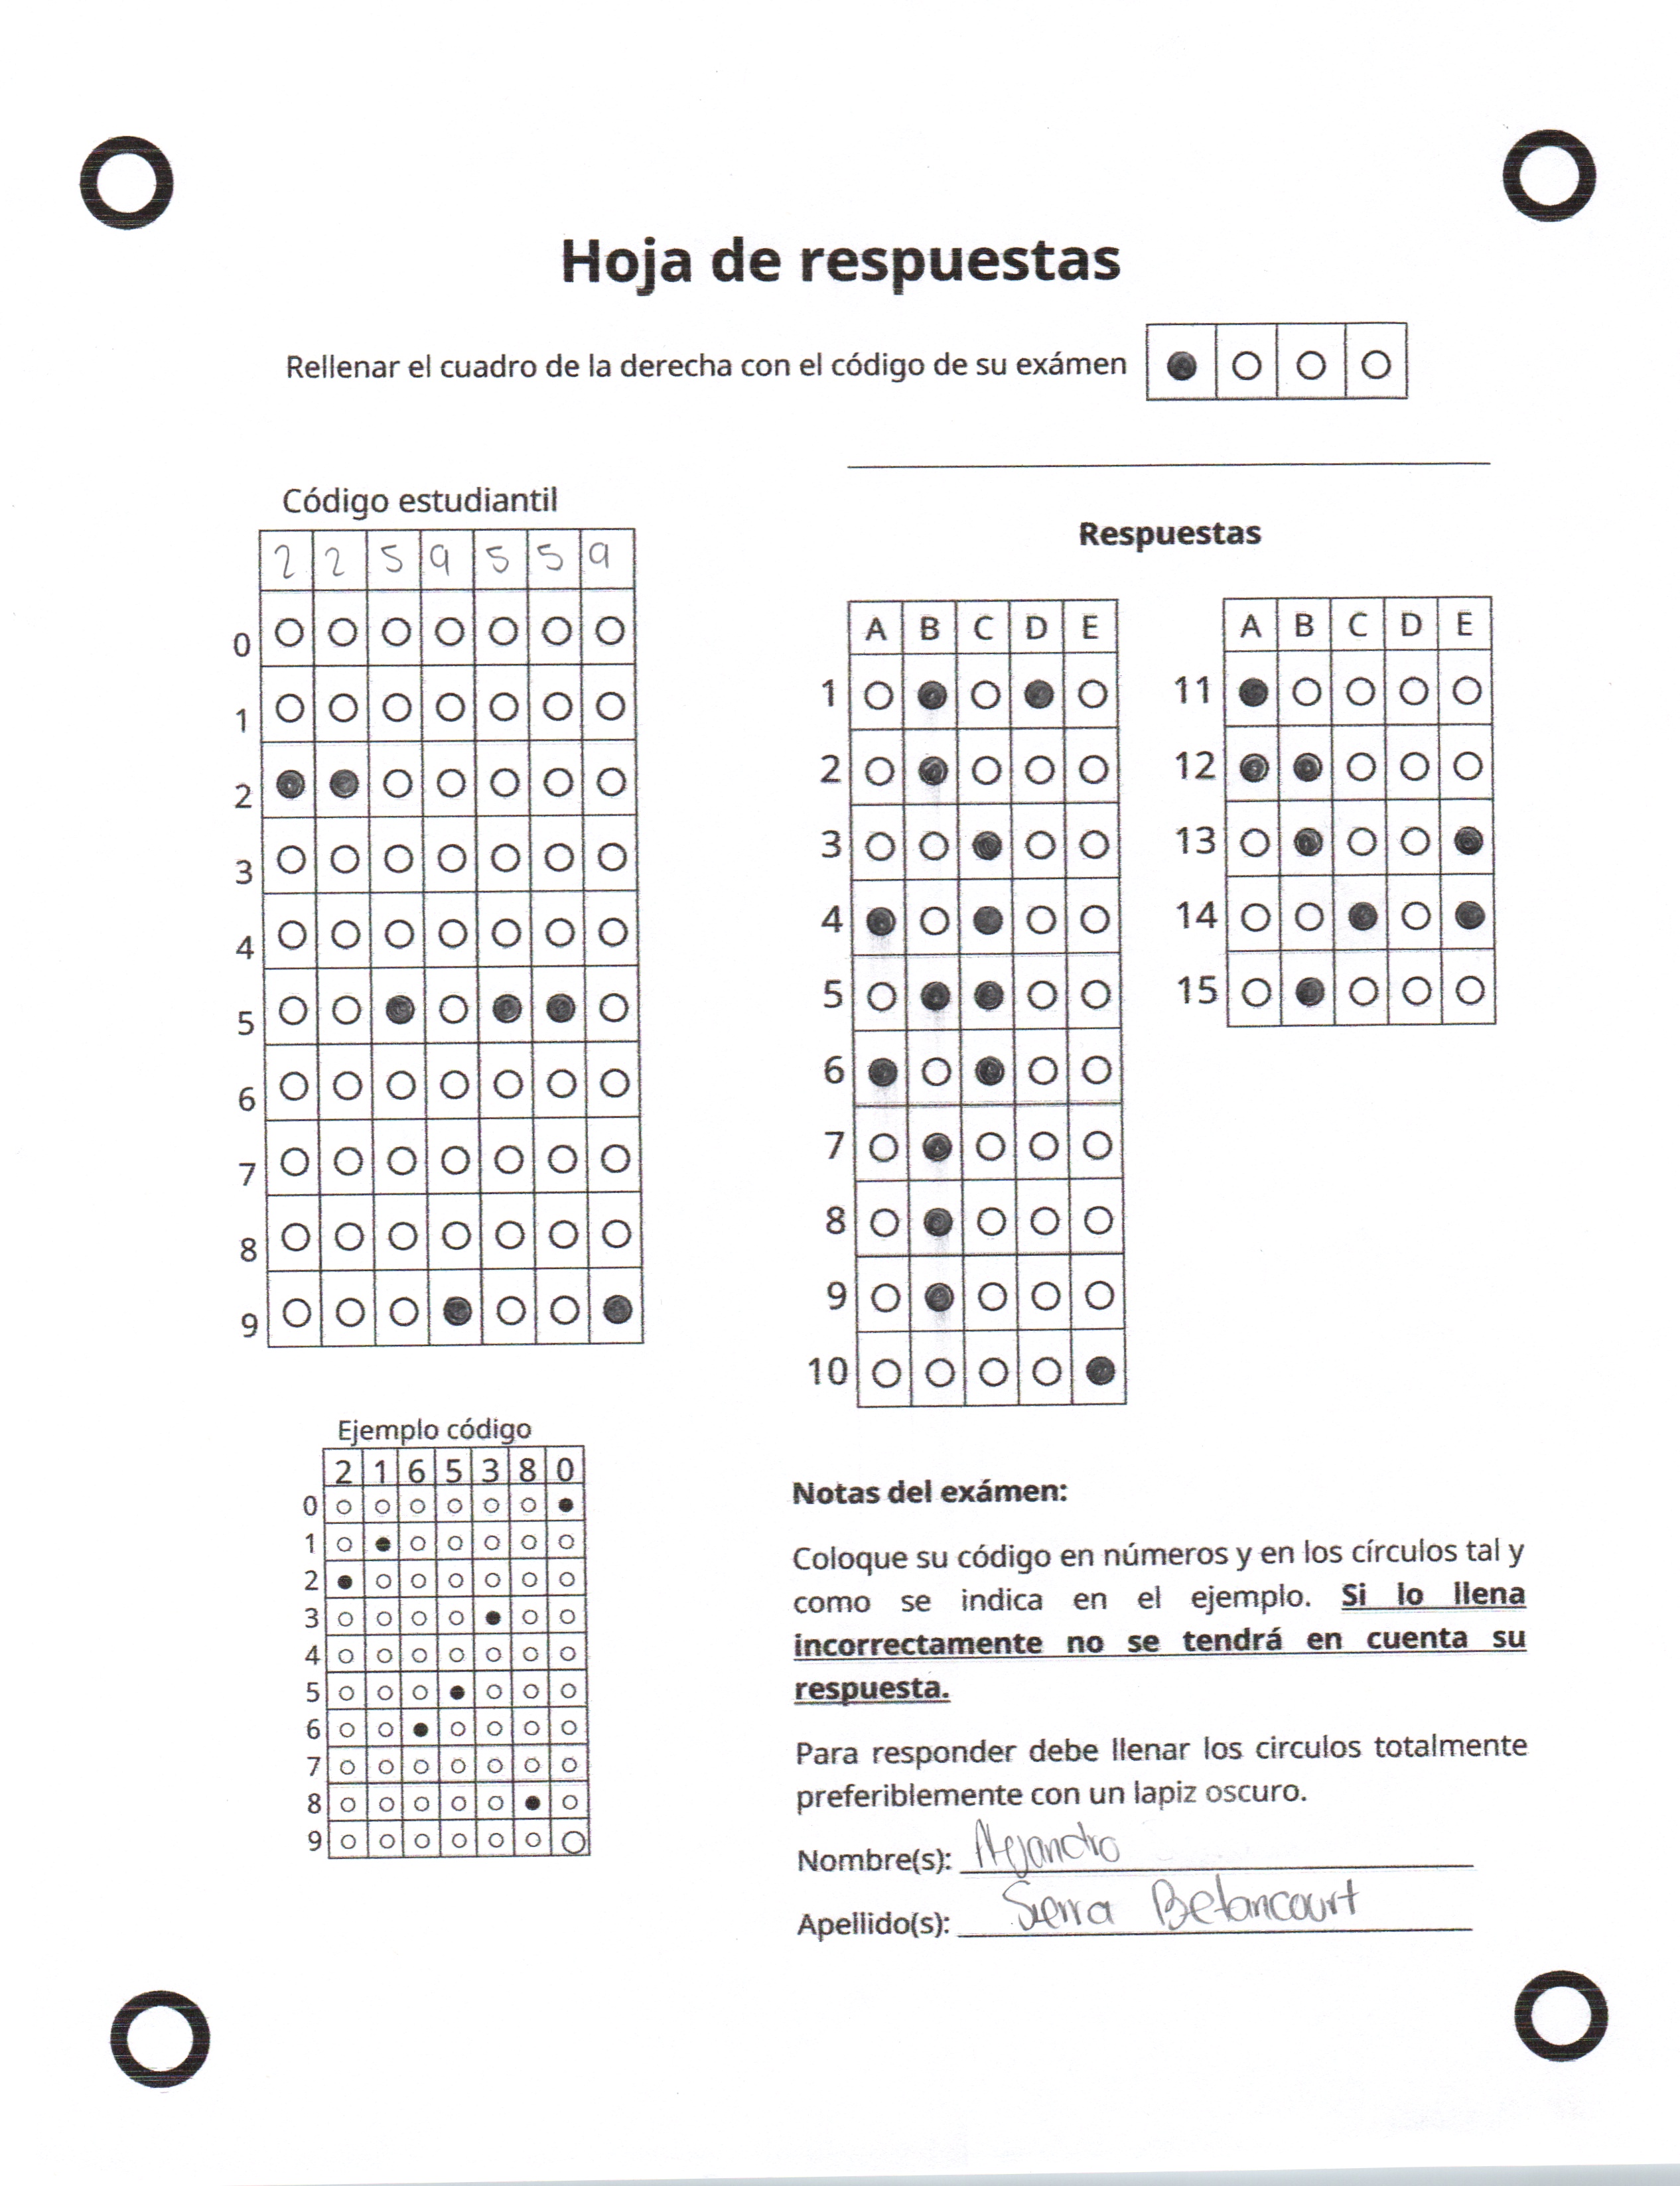 Hoja de respuestas
Rellenar el cuadro de la derecha con el código de su exámen
Código estudiantil
2 2 5 9 5 5 9
0
1
2
3
4
5
6
7
8
9
Respuestas
A B C D E
1
2
3
4
5
6
7
8
9
10
A B C D E
11
12
13
14
15
Ejemplo código
2 1 6 5 3 8 0
0
1
2
3
4
5
6
7
8
9
Notas del exámen:
Coloque su código en números y en los círculos tal y
como se indica en el ejemplo. Si lo llena
incorrectamente no se tendrá en cuenta su
respuesta.
Para responder debe llenar los circulos totalmente
preferiblemente con un lapiz oscuro.
Nombre(s): Alejandro
Apellido(s): Sierra Betancourt